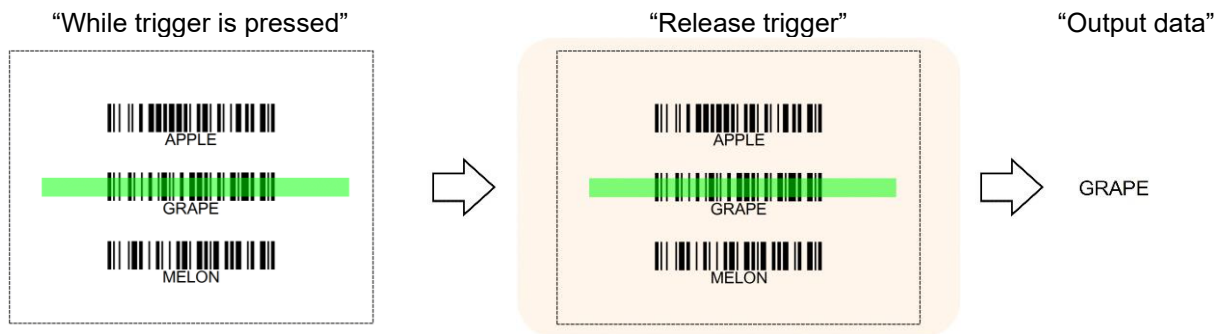 “While trigger is pressed”
“Release trigger”
“Output data”
APPLE
GRAPE
MELON
APPLE
GRAPE
MELON
GRAPE